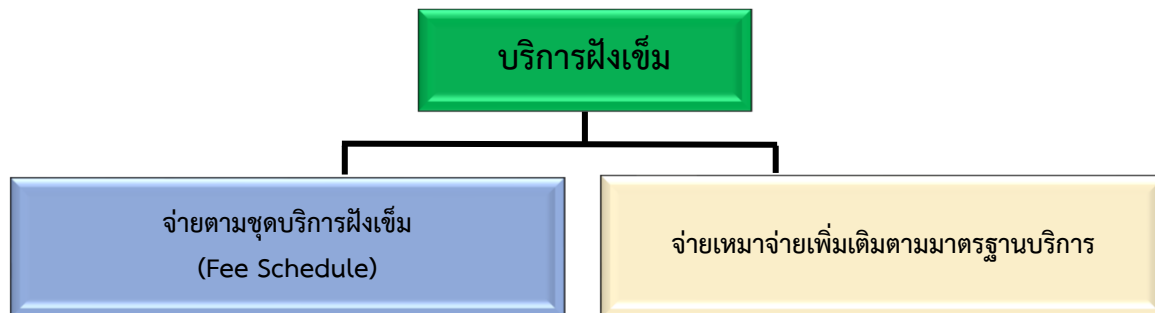 บริการฝังเข็ม
จ่ายตามชุดบริการฝังเข็ม
(Fee Schedule)
จ่ายเหมาจ่ายเพิ่มเติมตามมาตรฐานบริการ